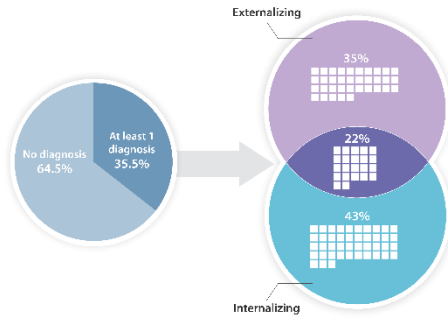 Externalizing
35%
No diagnosis
64.5%
At least 1
diagnosis
35.5%
22%
43%
Internalizing